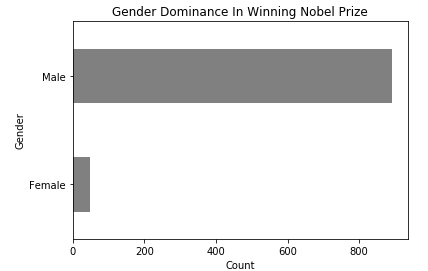 Gender Dominance In Winning Nobel Prize
Male
Gender
Female
0 200 400 600 800
Count